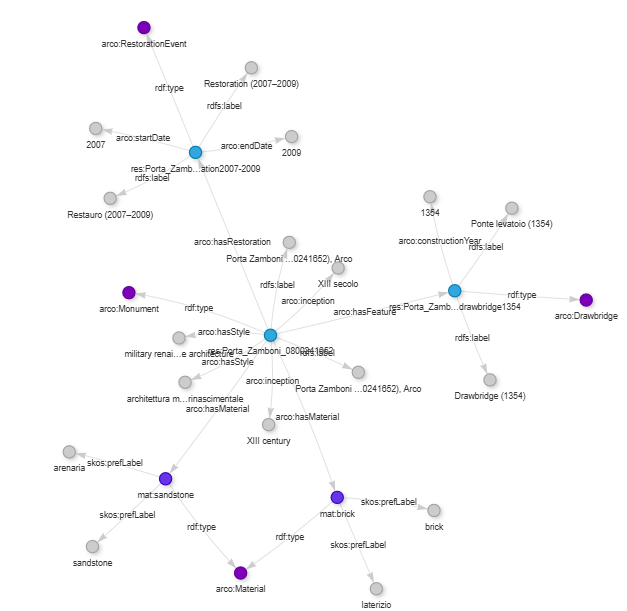 arco:RestorationEvent
rdf:type
Restoration (2007–2009)
rdfs:label
arco:startDate
2007
arco:endDate
2009
res:Porta_Zamb...ation2007-2009
rdfs:label
Restauro (2007–2009)
1354
Ponte levatoio (1354)
arco:constructionYear
rdfs:label
arco:hasRestoration
Porta Zamboni ...0241652), Arco
XIII secolo
rdfs:label
arco:inception
arco:hasFeature
res:Porta_Zamb...drawbridge1354
rdf:type
arco:Drawbridge
arco:Monument
rdf:type
arco:hasStyle
military renai...e architecture
rdfs:label
arco:hasStyle
rdfs:label
Drawbridge (1354)
arco:inception
Porta Zamboni ...0241652), Arco
architettura m...rinascimentale
arco:hasMaterial
arco:hasMaterial
XIII century
skos:prefLabel
arenaria
mat:sandstone
skos:prefLabel
skos:prefLabel
mat:brick
brick
rdf:type
rdf:type
skos:prefLabel
sandstone
arco:Material
laterizio